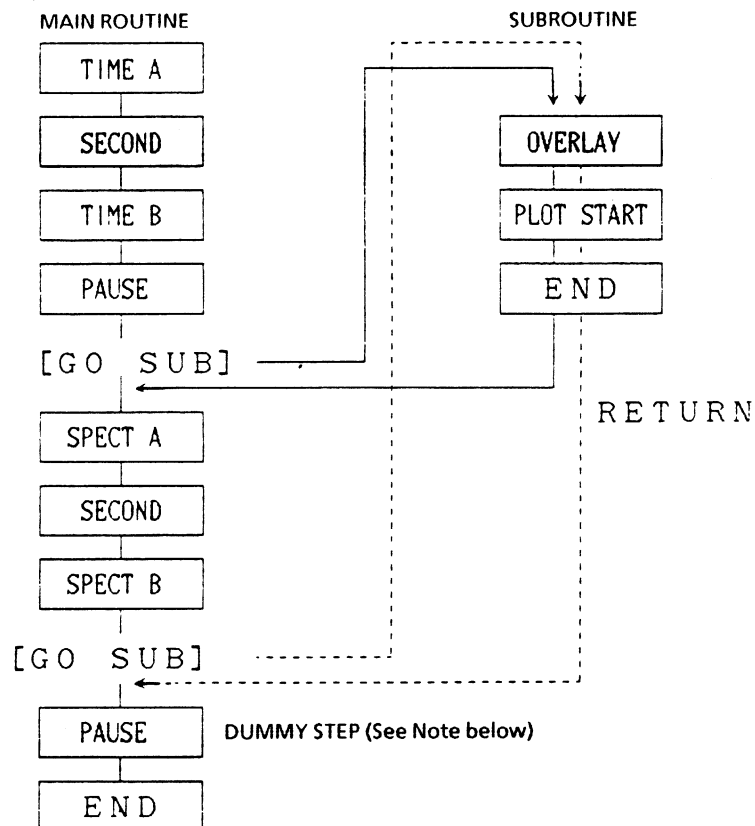 MAIN ROUTINE
TIME A
SECOND
TIME B
PAUSE
[GO SUB]
SPECT A
SECOND
SPECT B
[GO SUB]
PAUSE
DUMMY STEP (See Note below)
END
SUBROUTINE
OVERLAY
PLOT START
END
RETURN